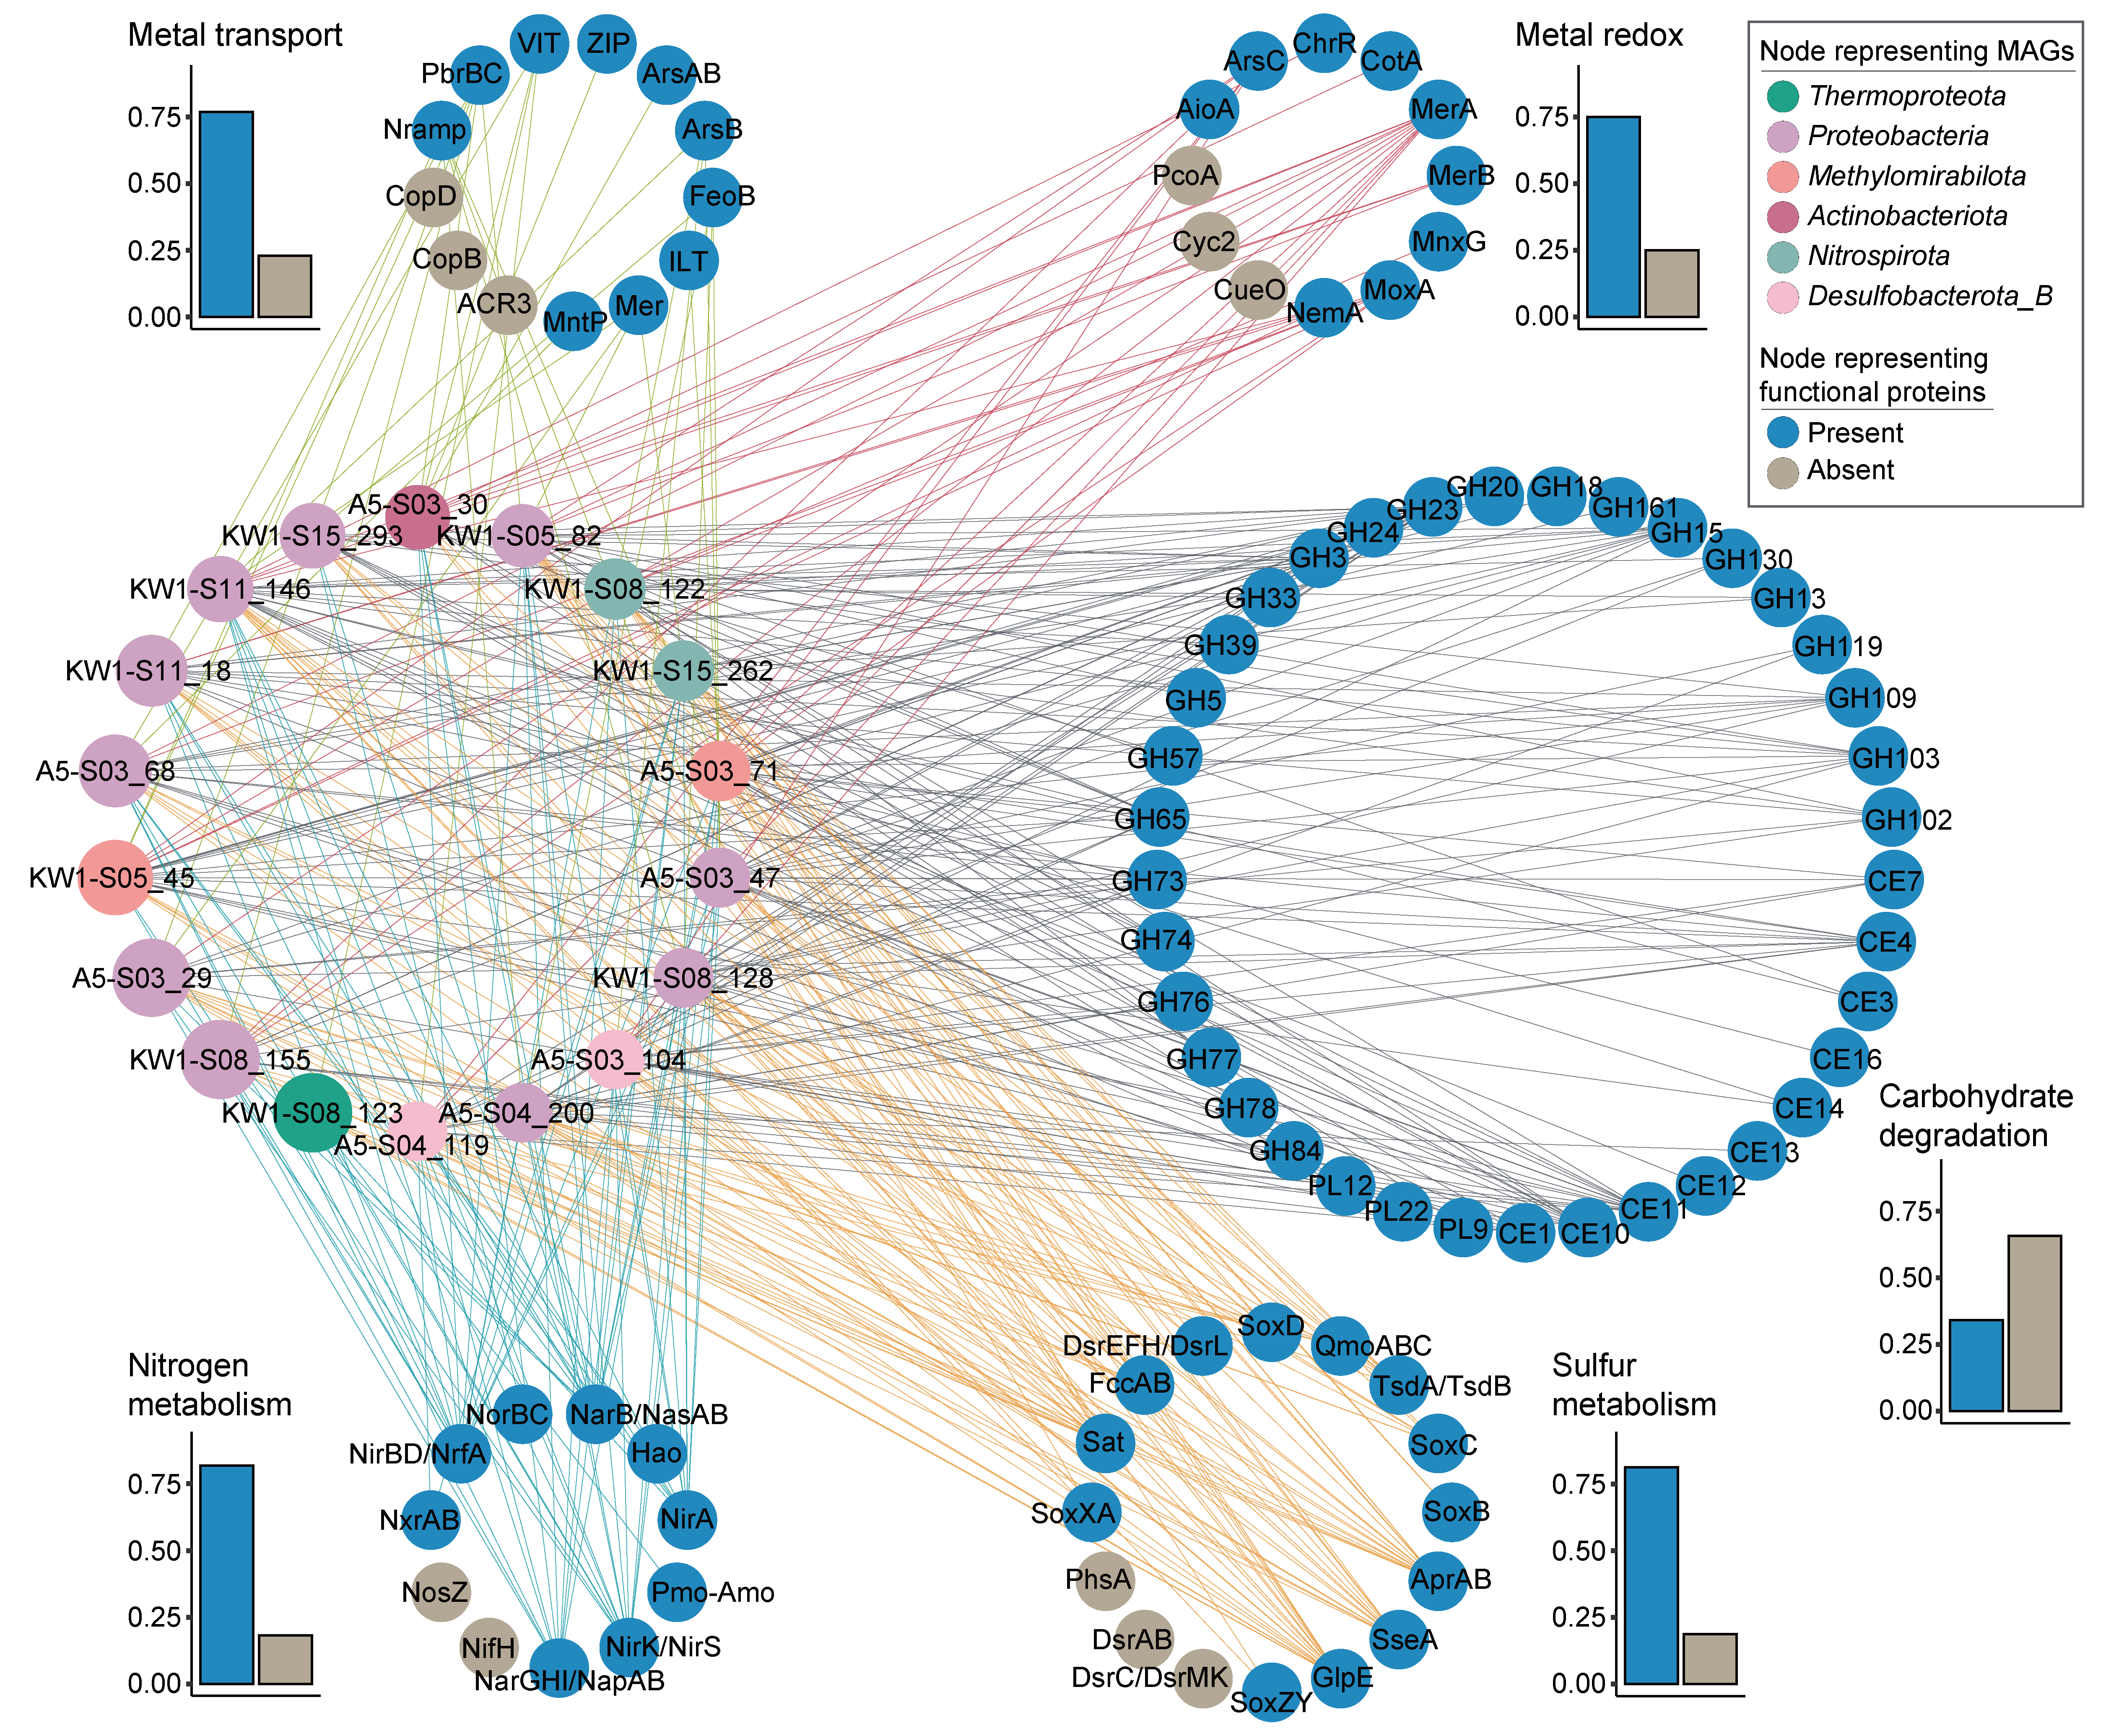 Metal transport
0.75
0.50
0.25
0.00
VIT
ZIP
PbrBC
ArsAB
Nramp
ArsB
CopD
FeoB
CopB
ILT
ACR3
Mer
MntP
ChrR
ArsC
CotA
AioA
MerA
PcoA
MerB
Cyc2
MnxG
CueO
MoxA
NemA
Metal redox
0.75
0.50
0.25
0.00
Node representing MAGs
Thermoproteota
Proteobacteria
Methylomirabilota
Actinobacteriota
Nitrospirota
Desulfobacterota_B
Node representing
functional proteins
Present
Absent
A5-S03_30
KW1-S15_293
KW1-S05_82
KW1-S11_146
KW1-S08_122
KW1-S11_18
KW1-S15_262
A5-S03_68
A5-S03_71
KW1-S05_45
A5-S03_47
A5-S03_29
KW1-S08_128
KW1-S08_155
A5-S03_104
KW1-S08_123
A5-S04_200
A5-S04_119
GH20
GH18
GH23
GH161
GH24
GH15
GH3
GH130
GH33
GH13
GH39
GH119
GH5
GH109
GH57
GH103
GH65
GH102
GH73
CE7
GH74
CE4
GH76
CE3
GH77
CE16
GH78
CE14
GH84
CE13
PL12
CE12
PL22
CE11
PL9
CE1
CE10
Carbohydrate
degradation
0.75
0.50
0.25
0.00
Nitrogen
metabolism
0.75
0.50
0.25
0.00
NorBC
NarB/NasAB
NirBD/NrfA
Hao
NxrAB
NirA
NosZ
Pmo-Amo
NifH
NirK/NirS
NarGHI/NapAB
SoxD
DsrEFH/DsrL
QmoABC
FccAB
TsdA/TsdB
Sat
SoxC
SoxXA
SoxB
PhsA
AprAB
DsrAB
SseA
DsrC/DsrMK
GlpE
SoxZY
Sulfur
metabolism
0.75
0.50
0.25
0.00